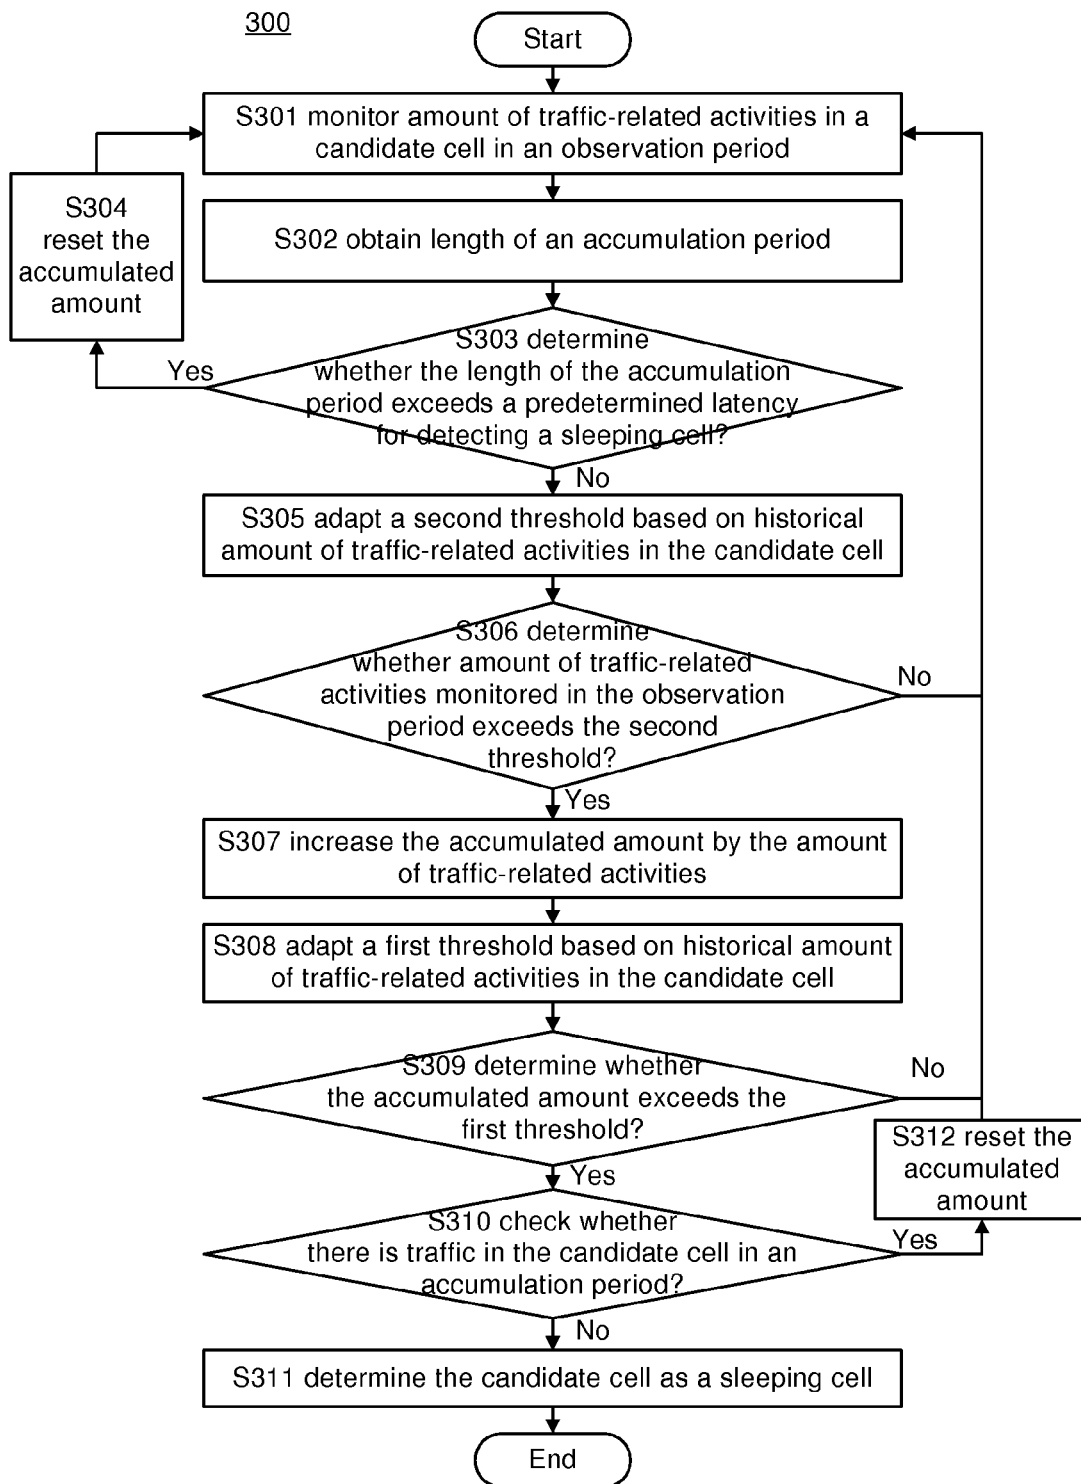 300
Start
S301 monitor amount of traffic-related activities in a
candidate cell in an observation period
S304
reset the
accumulated
amount
S302 obtain length of an accumulation period
S303 determine
whether the length of the accumulation
period exceeds a predetermined latency
for detecting a sleeping cell?
Yes
No
S305 adapt a second threshold based on historical
amount of traffic-related activities in the candidate cell
S306 determine
whether amount of traffic-related
activities monitored in the observation
period exceeds the second
threshold?
No
Yes
S307 increase the accumulated amount by the amount
of traffic-related activities
S308 adapt a first threshold based on historical amount
of traffic-related activities in the candidate cell
S309 determine whether
the accumulated amount exceeds the
first threshold?
No
Yes
S312 reset the
accumulated
amount
S310 check whether
there is traffic in the candidate cell in an
accumulation period?
Yes
No
S311 determine the candidate cell as a sleeping cell
End